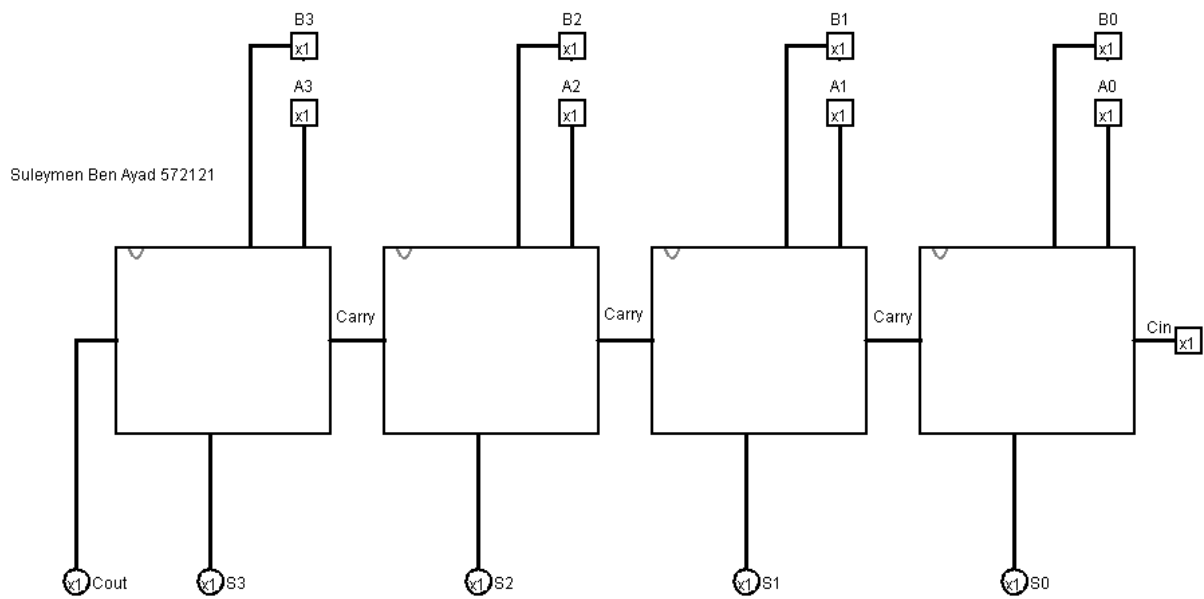 B3 B2 B1 B0
x1 x1 x1 x1
A3 A2 A1 A0
x1 x1 x1 x1
Suleymen Ben Ayad 572121
Carry Carry Carry Cin
x1
x1 Cout x1 S3 x1 S2 x1 S1 x1 S0